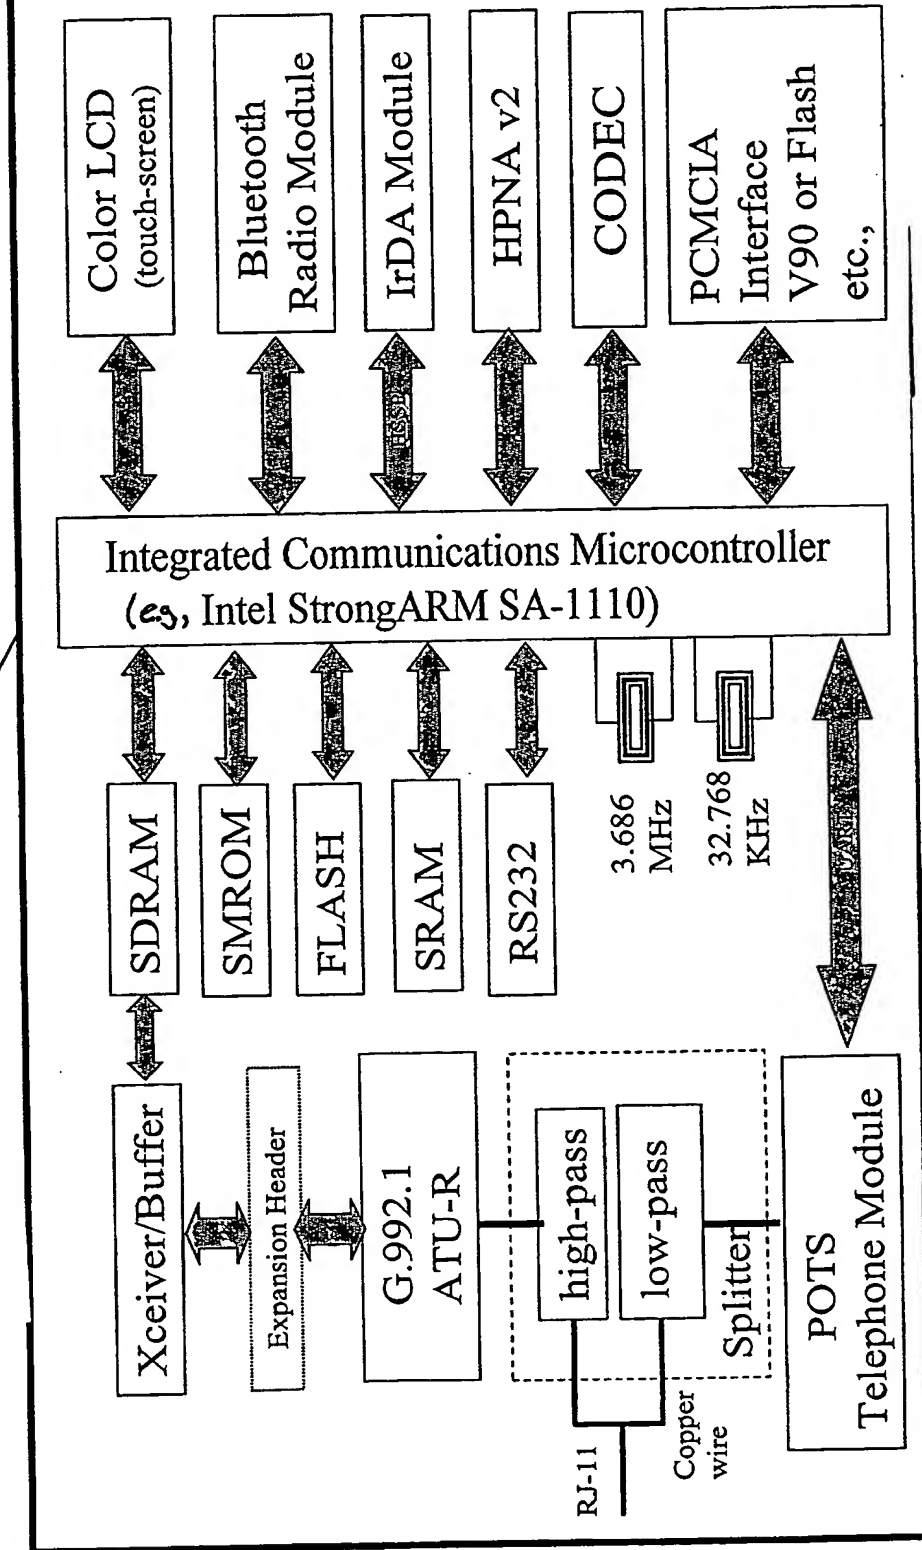 Xceiver/Buffer
Expansion Header
G.992.1
ATU-R
high-pass
low-pass
Splitter
RJ-11
Copper
wire
POTS
Telephone Module
SDRAM
SMROM
FLASH
SRAM
RS232
3.686
MHz
32.768
KHz
UART
Integrated Communications Microcontroller
(e.g., Intel StrongARM SA-1110)
Color LCD
(touch-screen)
Bluetooth
Radio Module
HSSP
IrDA Module
HPNA v2
CODEC
PCMCIA
Interface
V90 or Flash
etc.,